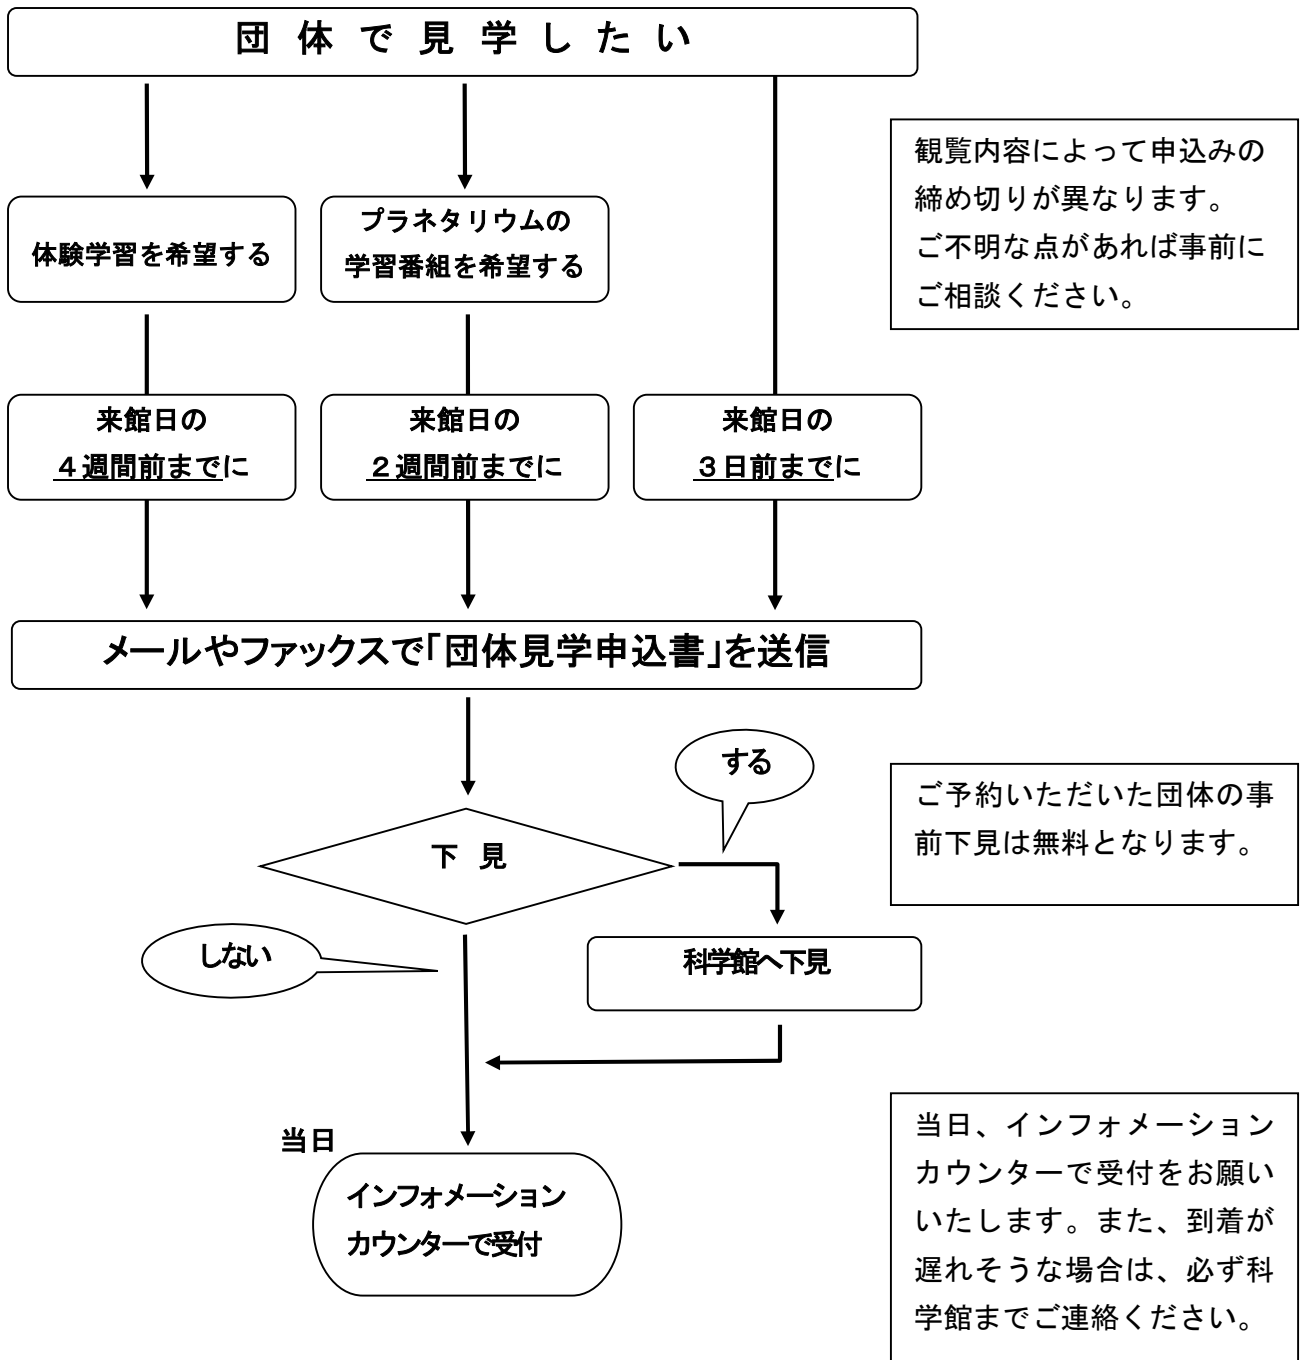 団体で見学したい
観覧内容によって申込みの
締め切りが異なります。
ご不明な点があれば事前に
ご相談ください。
体験学習を希望する
プラネタリウムの
学習番組を希望する
来館日の
４週間前までに
来館日の
２週間前までに
来館日の
３日前までに
メールやファックスで「団体見学申込書」を送信
する
下見
ご予約いただいた団体の事
前下見は無料となります。
しない
科学館へ下見
当日
インフォメーション
カウンターで受付
当日、インフォメーション
カウンターで受付をお願い
いたします。また、到着が
遅れそうな場合は、必ず科
学館までご連絡ください。